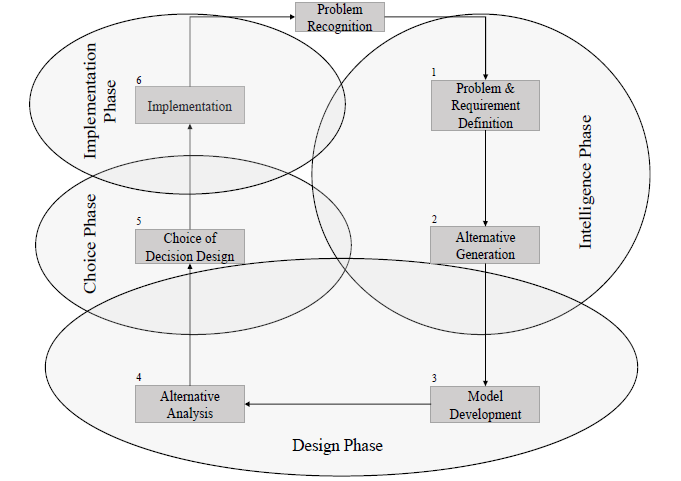 Problem
Recognition
1
Problem &
Requirement
Definition
2
Alternative
Generation
Intelligence Phase
3
Model
Development
4
Alternative
Analysis
Design Phase
5
Choice of
Decision Design
Choice Phase
6
Implementation
Implementation
Phase